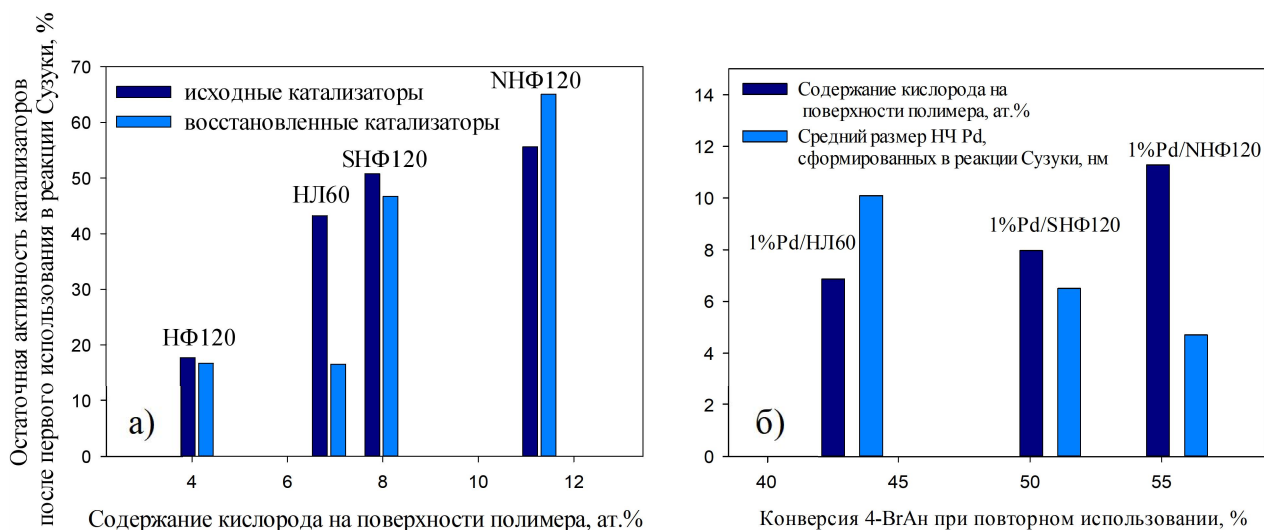 Остаточная активность катализаторов
после первого использования в реакции Сузуки, %
70
60
50
40
30
20
10
0
исходные катализаторы
восстановленные катализаторы
NНФ120
SНФ120
НЛ60
НФ120
а)
4
6
8
10
12
Содержание кислорода на поверхности полимера, ат.%
14
12
10
8
6
4
2
0
Содержание кислорода на
поверхности полимера, ат.%
Средний размер НЧ Pd,
сформированных в реакции Сузуки, нм
1%Pd/NНФ120
1%Pd/SНФ120
1%Pd/НЛ60
б)
40
45
50
55
Конверсия 4-BrАн при повторном использовании, %